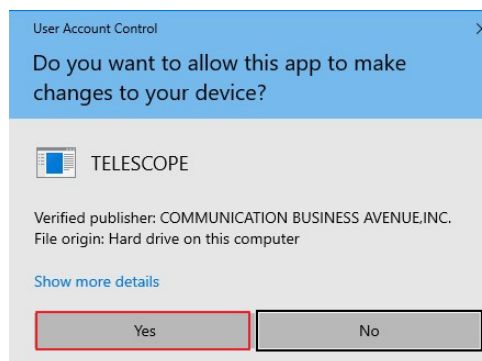 User Account Control
Do you want to allow this app to make
changes to your device?
TELESCOPE
Verified publisher: COMMUNICATION BUSINESS AVENUE,INC.
File origin: Hard drive on this computer
Show more details
Yes
No